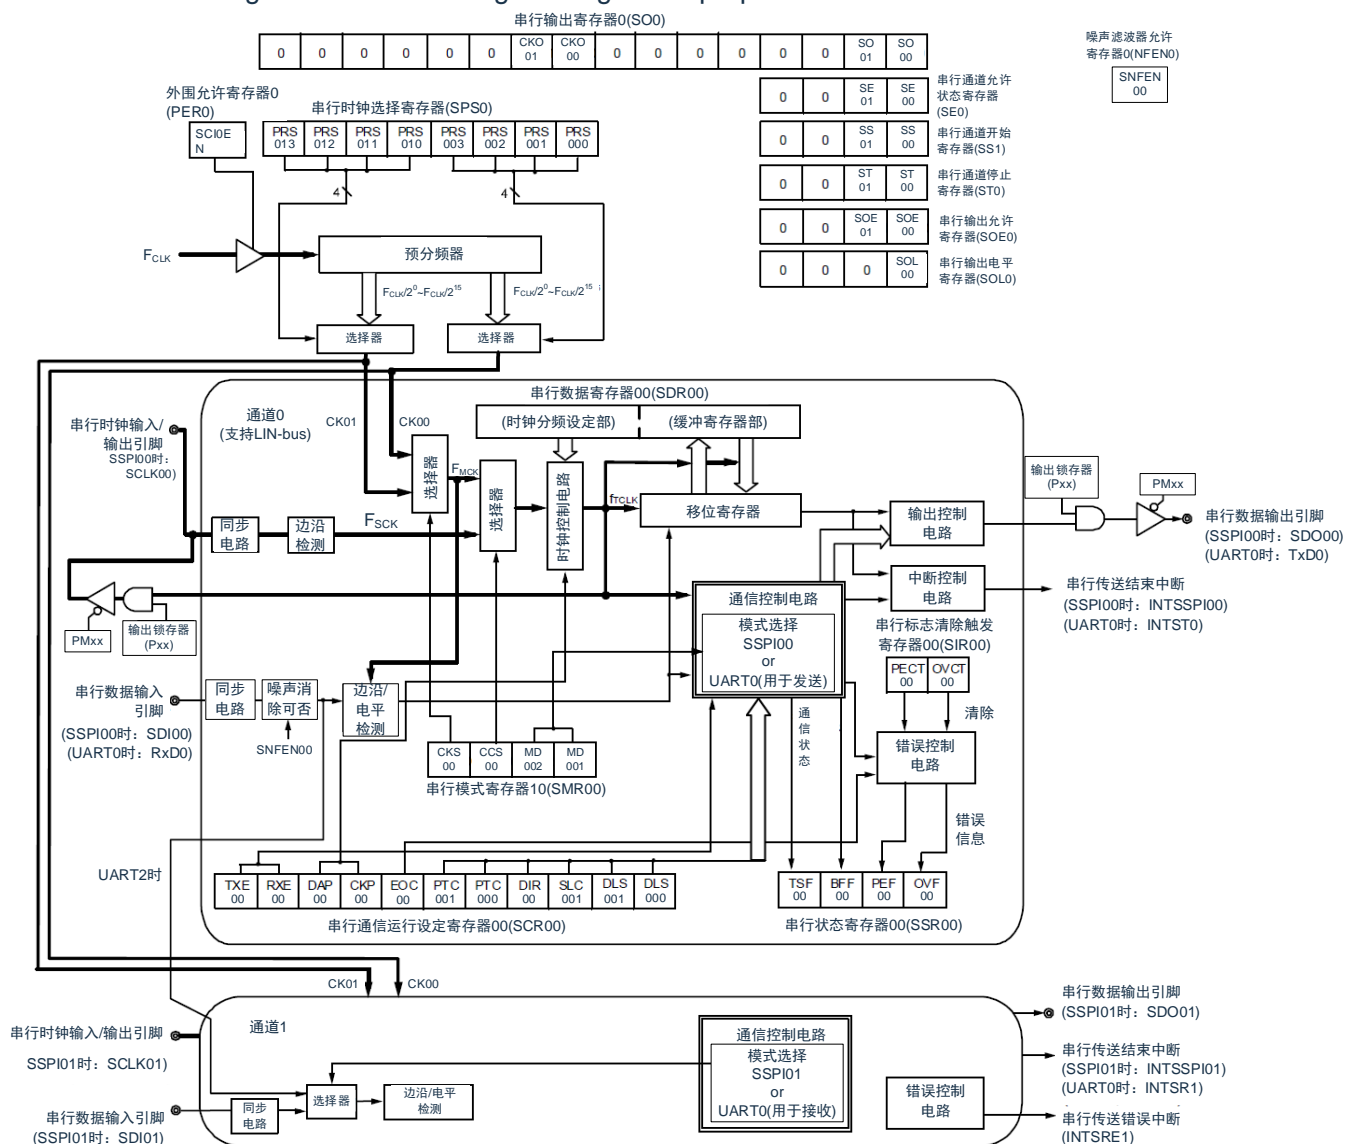 串行输出寄存器0(SO0)
0 0 0 0 0 0 CKO 01 CKO 00 0 0 0 0 0 0 SO 01 SO 00
噪声滤波器允许
寄存器0(NFEN0)
SNFEN
00
0 0 SE 01 SE 00
串行通道允许
状态寄存器
(SE0)
0 0 SS 01 SS 00
串行通道开始
寄存器(SS1)
0 0 ST 01 ST 00
串行通道停止
寄存器(ST0)
0 0 SOE 01 SOE 00
串行输出允许
寄存器(SOE0)
0 0 0 SOL 00
串行输出电平
寄存器(SOL0)
外围允许寄存器0
(PER0)
SCI0E
N
串行时钟选择寄存器(SPS0)
PRS 013 PRS 012 PRS 011 PRS 010 PRS 003 PRS 002 PRS 001 PRS 000
4
4
FCLK
预分频器
FCLK/2⁰~FCLK/2¹⁵
FCLK/2⁰~FCLK/2¹⁵
选择器
选择器
通道0
(支持LIN-bus)
CK01
CK00
串行数据寄存器00(SDR00)
(时钟分频设定部)
(缓冲寄存器部)
串行时钟输入/
输出引脚
SSPI00时：
SCLK00)
选择器
FMCK
选择器
时钟控制电路
fTCLK
移位寄存器
同步
电路
边沿
检测
FSCK
输出控制
电路
输出锁存器
(Pxx)
PMxx
串行数据输出引脚
(SSPI00时：SDO00)
(UART0时：TxD0)
中断控制
电路
串行传送结束中断
(SSPI00时：INTSSPI00)
(UART0时：INTST0)
PMxx
输出锁存器
(Pxx)
通信控制电路
模式选择
SSPI00
or
UART0(用于发送)
串行标志清除触发
寄存器00(SIR00)
PECT 00 OVCT 00
清除
串行数据输入
引脚
(SSPI00时：SDI00)
(UART0时：RxD0)
同步
电路
噪声消
除可否
SNFEN00
边沿/
电平
检测
通
信
状
态
错误控制
电路
CKS 00 CCS 00 MD 002 MD 001
串行模式寄存器10(SMR00)
错误
信息
UART2时
TXE 00 RXE 00 DAP 00 CKP 00 EOC 00 PTC 001 PTC 000 DIR 00 SLC 001 DLS 001 DLS 000
串行通信运行设定寄存器00(SCR00)
TSF 00 BFF 00 PEF 00 OVF 00
串行状态寄存器00(SSR00)
CK01
CK00
通道1
串行时钟输入/输出引脚
SSPI01时：SCLK01)
串行数据输入引脚
(SSPI01时：SDI01)
同步
电路
选择器
边沿/电平
检测
通信控制电路
模式选择
SSPI01
or
UART0(用于接收)
错误控制
电路
串行数据输出引脚
(SSPI01时：SDO01)
串行传送结束中断
(SSPI01时：INTSSPI01)
(UART0时：INTSR1)
串行传送错误中断
(INTSRE1)